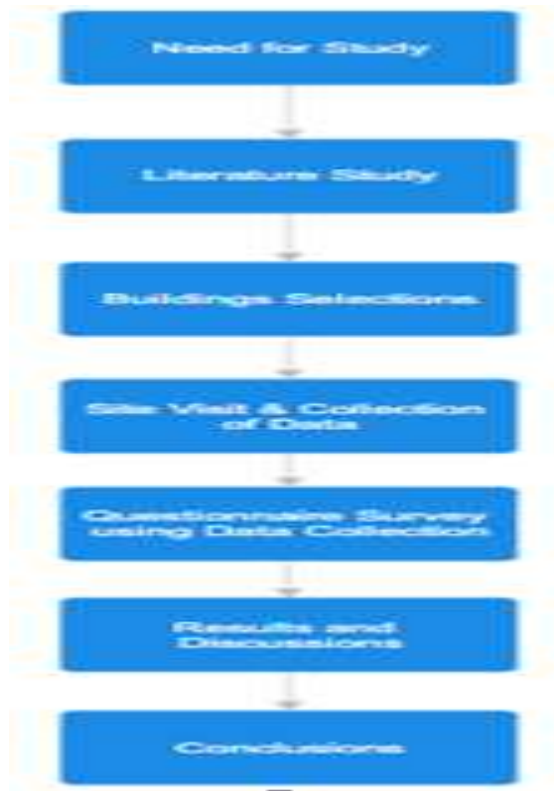 Need for Study
Literature Study
Buildings Selections
Site Visit & Collection
of Data
Questionnaire Survey
using Data Collection
Results and
Discussions
Conclusions